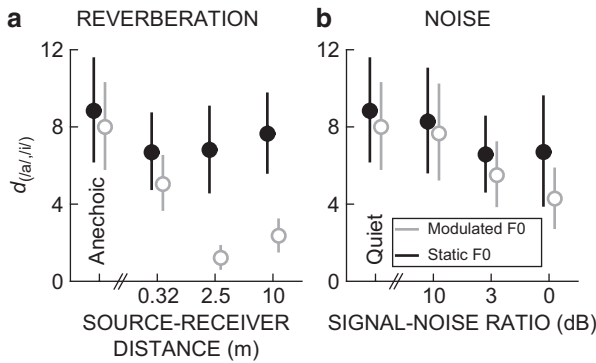 a REVERBERATION
12
8
4
0
d(/a/,/i/)
Anechoic
0.32 2.5 10
SOURCE-RECEIVER
DISTANCE (m)
b NOISE
12
8
4
0
Quiet
Modulated F0
Static F0
10 3 0
SIGNAL-NOISE RATIO (dB)